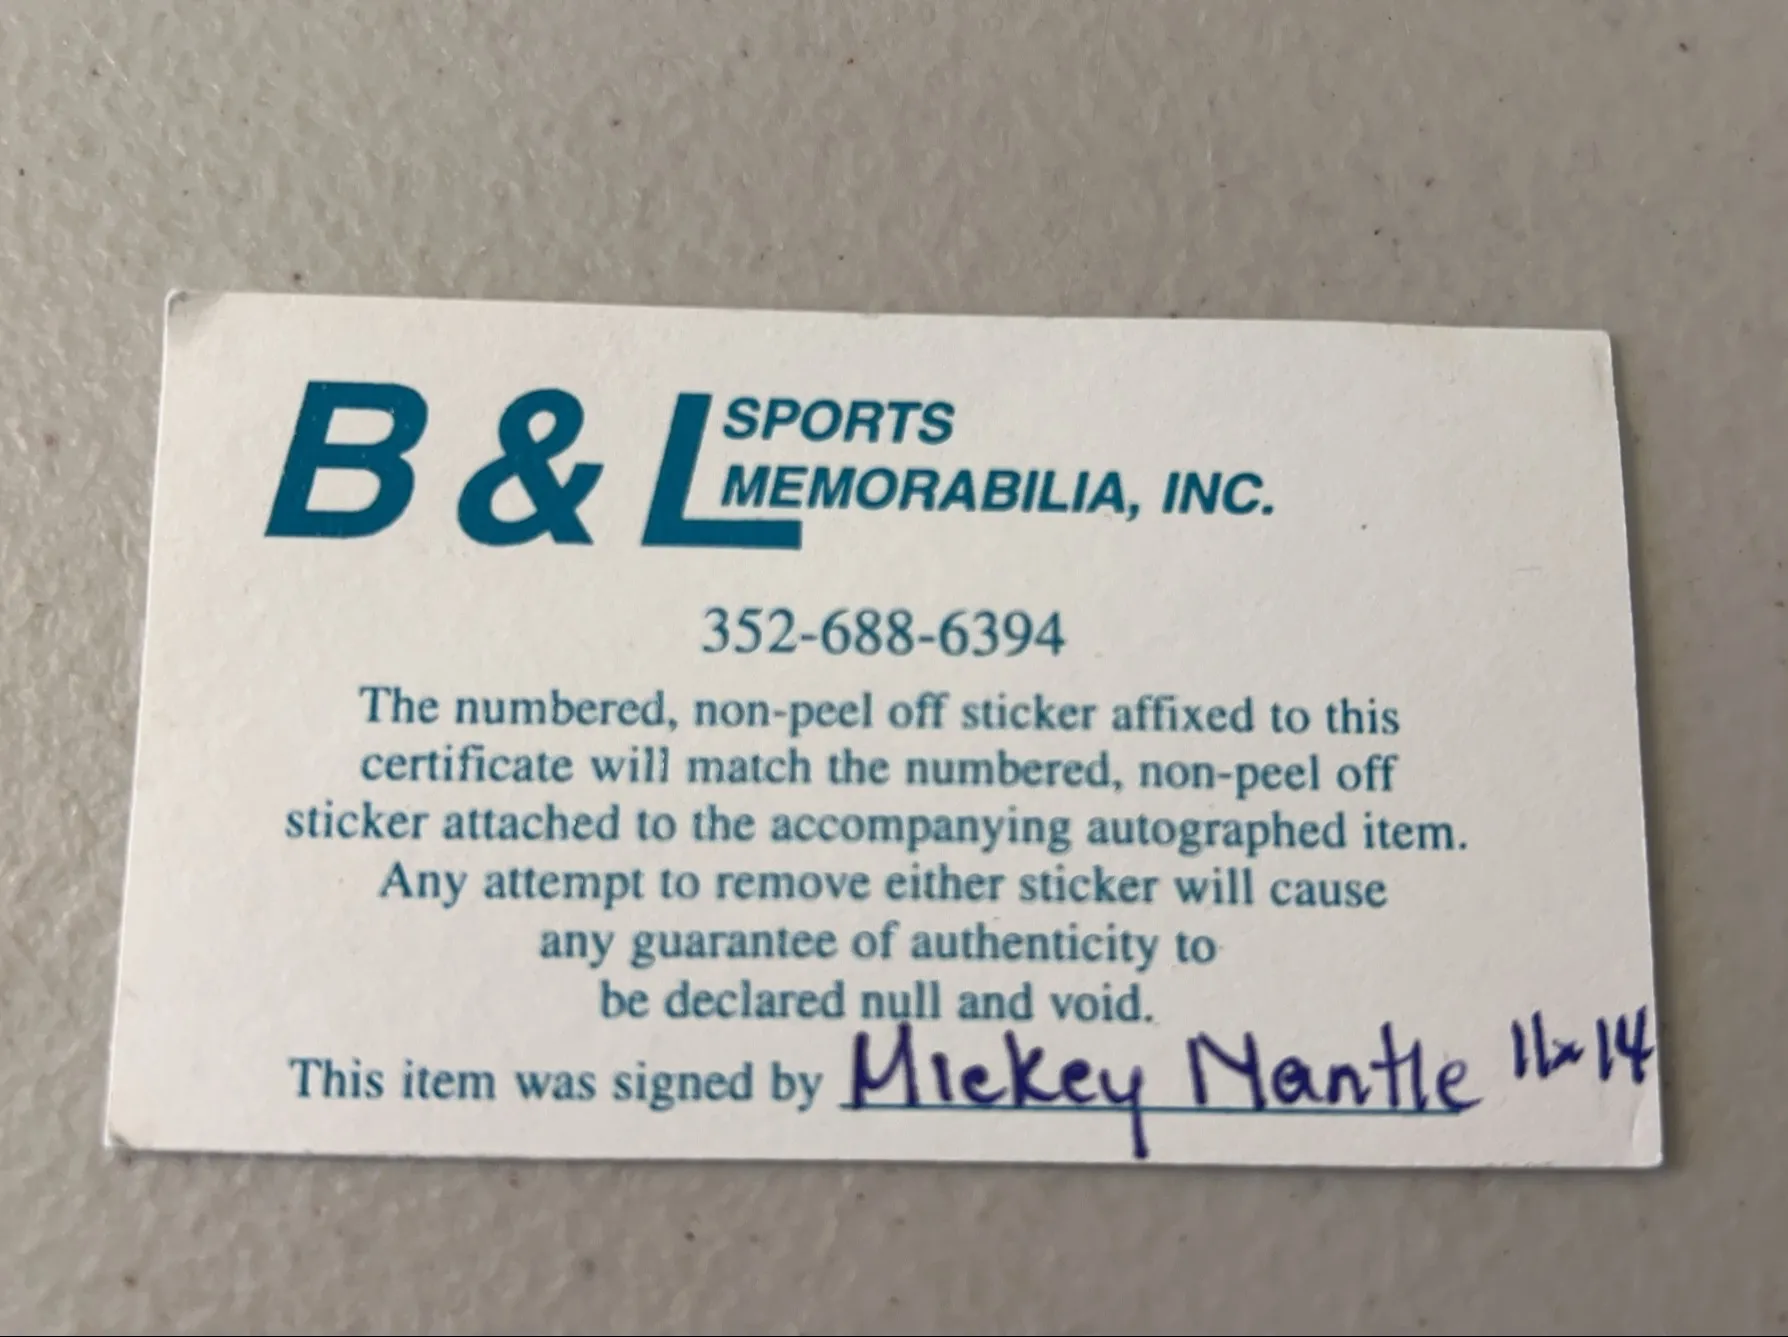 B & L SPORTS
MEMORABILIA, INC.
352-688-6394
The numbered, non-peel off sticker affixed to this
certificate will match the numbered, non-peel off
sticker attached to the accompanying autographed item.
Any attempt to remove either sticker will cause
any guarantee of authenticity to
be declared null and void.
This item was signed by Mickey Mantle 11x14